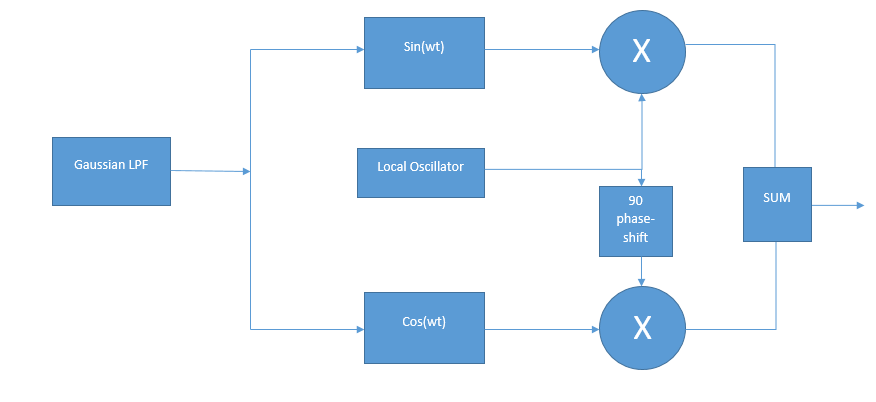 Sin(wt)
X
Gaussian LPF
Local Oscillator
90
phase-
shift
SUM
Cos(wt)
X